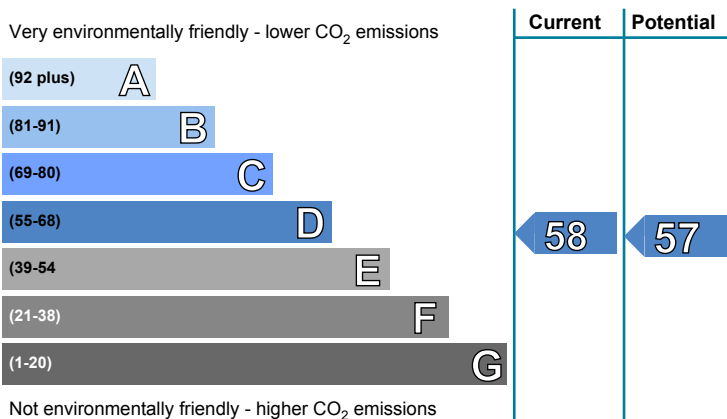 Current Potential
Very environmentally friendly - lower CO2 emissions
(92 plus) A
(81-91) B
(69-80) C
(55-68) D 58 57
(39-54 E
(21-38) F
(1-20) G
Not environmentally friendly - higher CO2 emissions